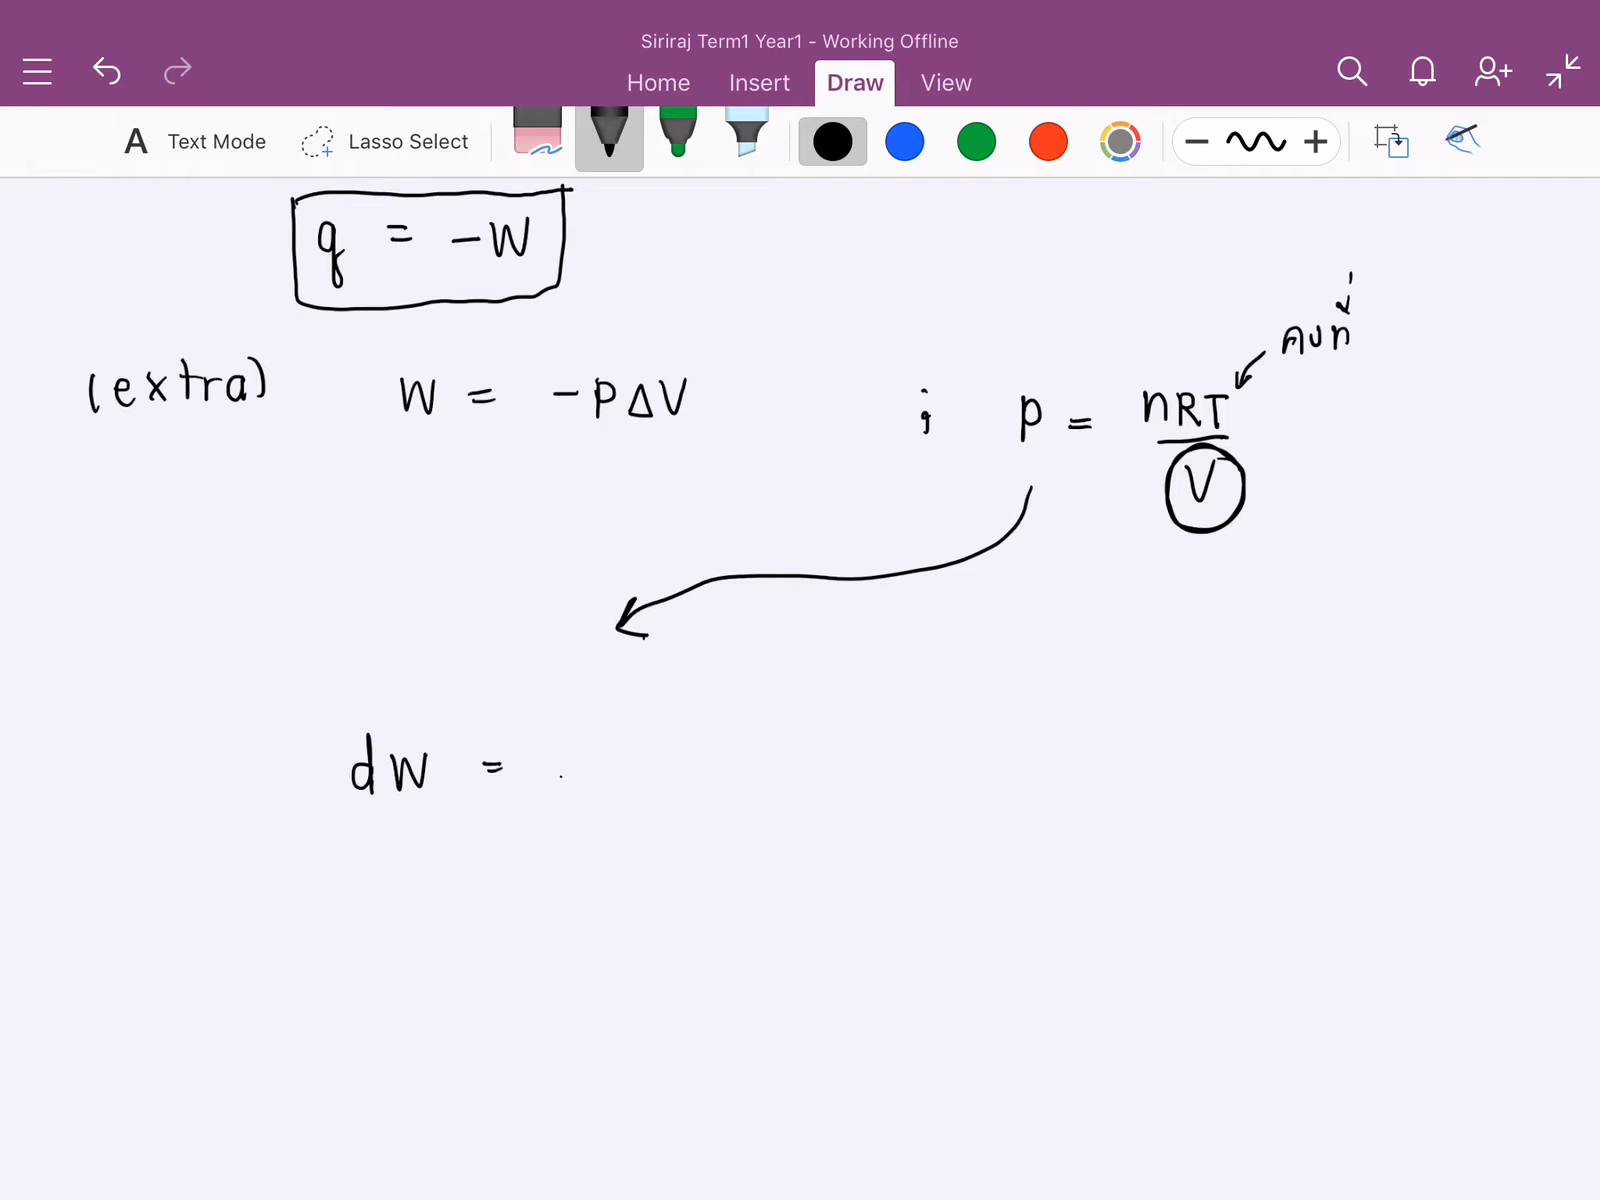 Siriraj Term1 Year1 - Working Offline
Home Insert Draw View
A Text Mode Lasso Select
q = -W
(extra) W = -PΔV ; P = nRT/V
คงที่
dW =